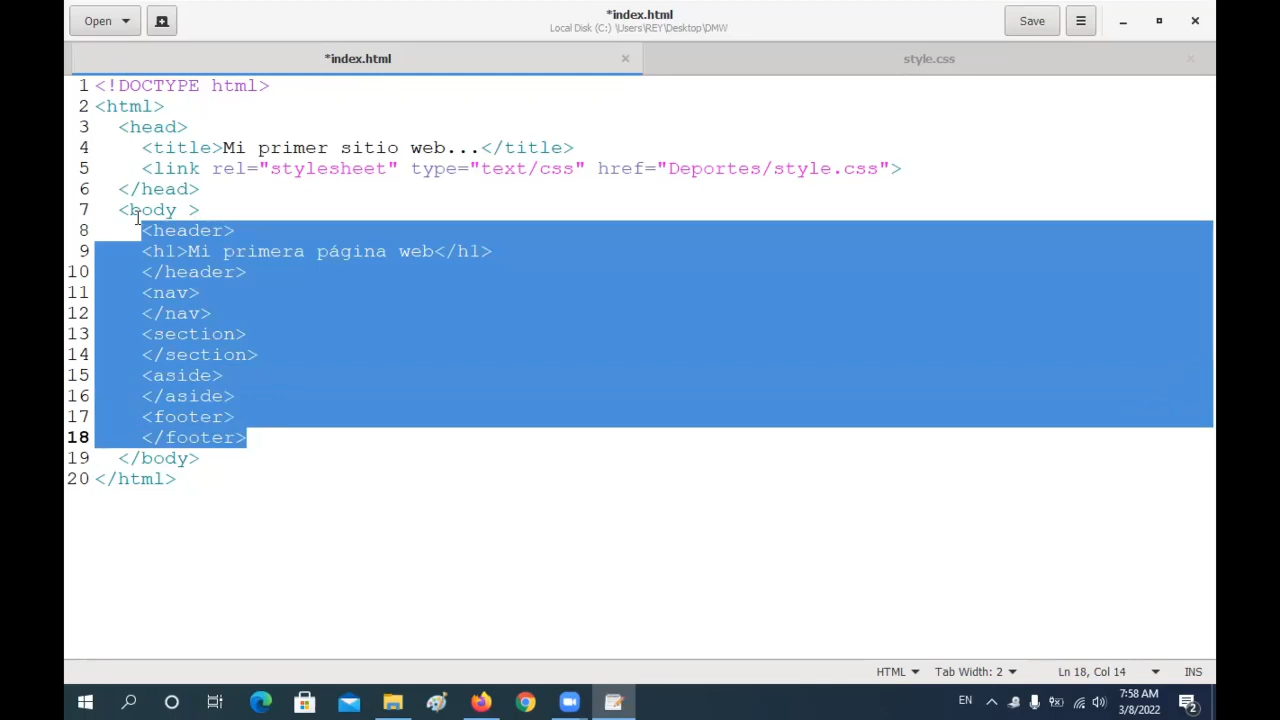 Open
*index.html
Local Disk (C:) \Users\REY\Desktop\DMW
Save
*index.html
style.css
1 <!DOCTYPE html>
2 <html>
3 <head>
4 <title>Mi primer sitio web...</title>
5 <link rel="stylesheet" type="text/css" href="Deportes/style.css">
6 </head>
7 <body >
8 <header>
9 <h1>Mi primera página web</h1>
10 </header>
11 <nav>
12 </nav>
13 <section>
14 </section>
15 <aside>
16 </aside>
17 <footer>
18 </footer>
19 </body>
20 </html>
HTML Tab Width: 2 Ln 18, Col 14 INS
EN
7:58 AM
3/8/2022
2